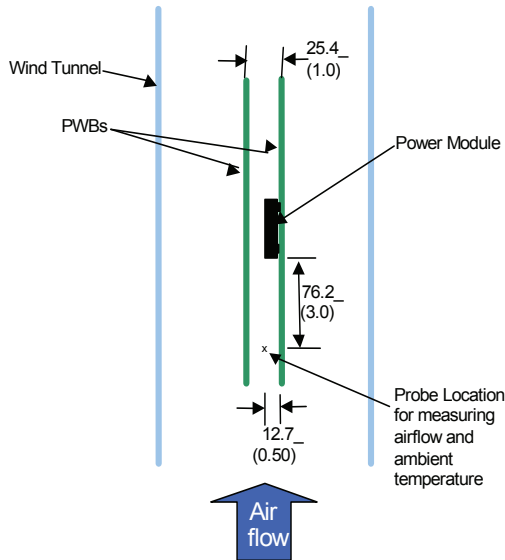 25.4_
(1.0)
Wind Tunnel
PWBs
Power Module
76.2_
(3.0)
x
Probe Location
for measuring
airflow and
ambient
temperature
12.7_
(0.50)
Air
flow